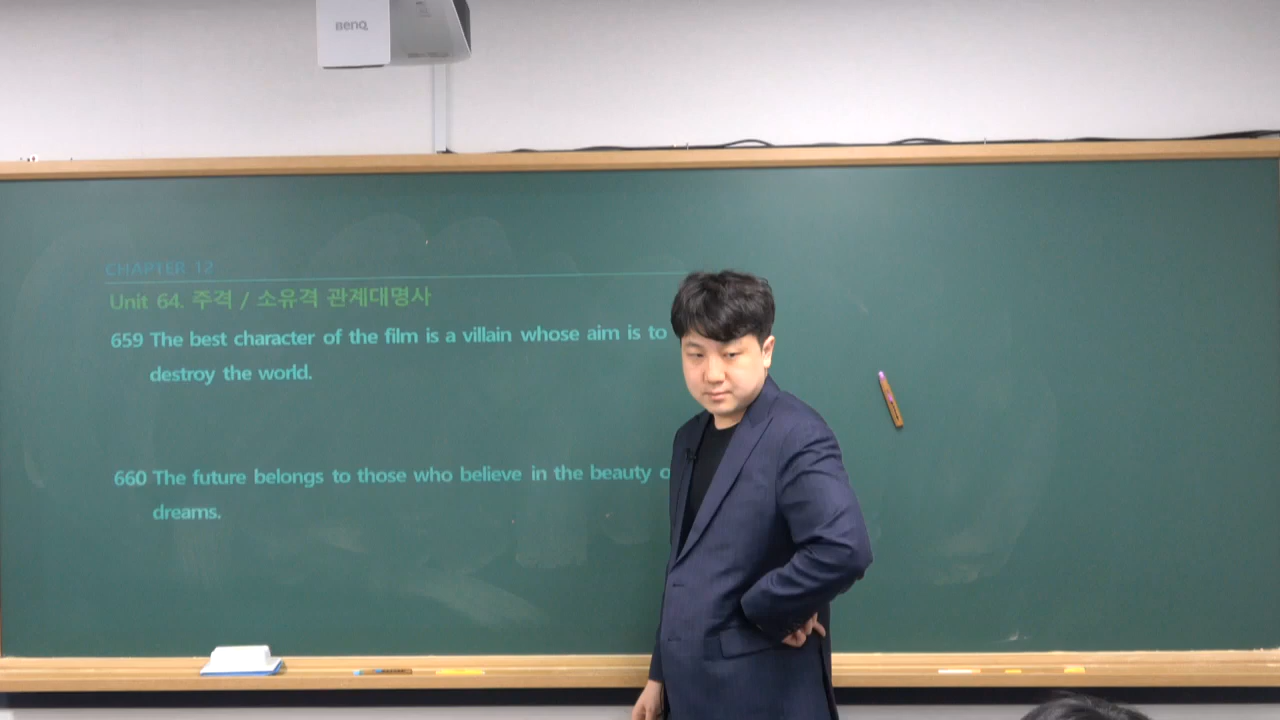 BenQ
CHAPTER 12
Unit 64. 주격 / 소유격 관계대명사
659 The best character of the film is a villain whose aim is to
destroy the world.
660 The future belongs to those who believe in the beauty
dreams.